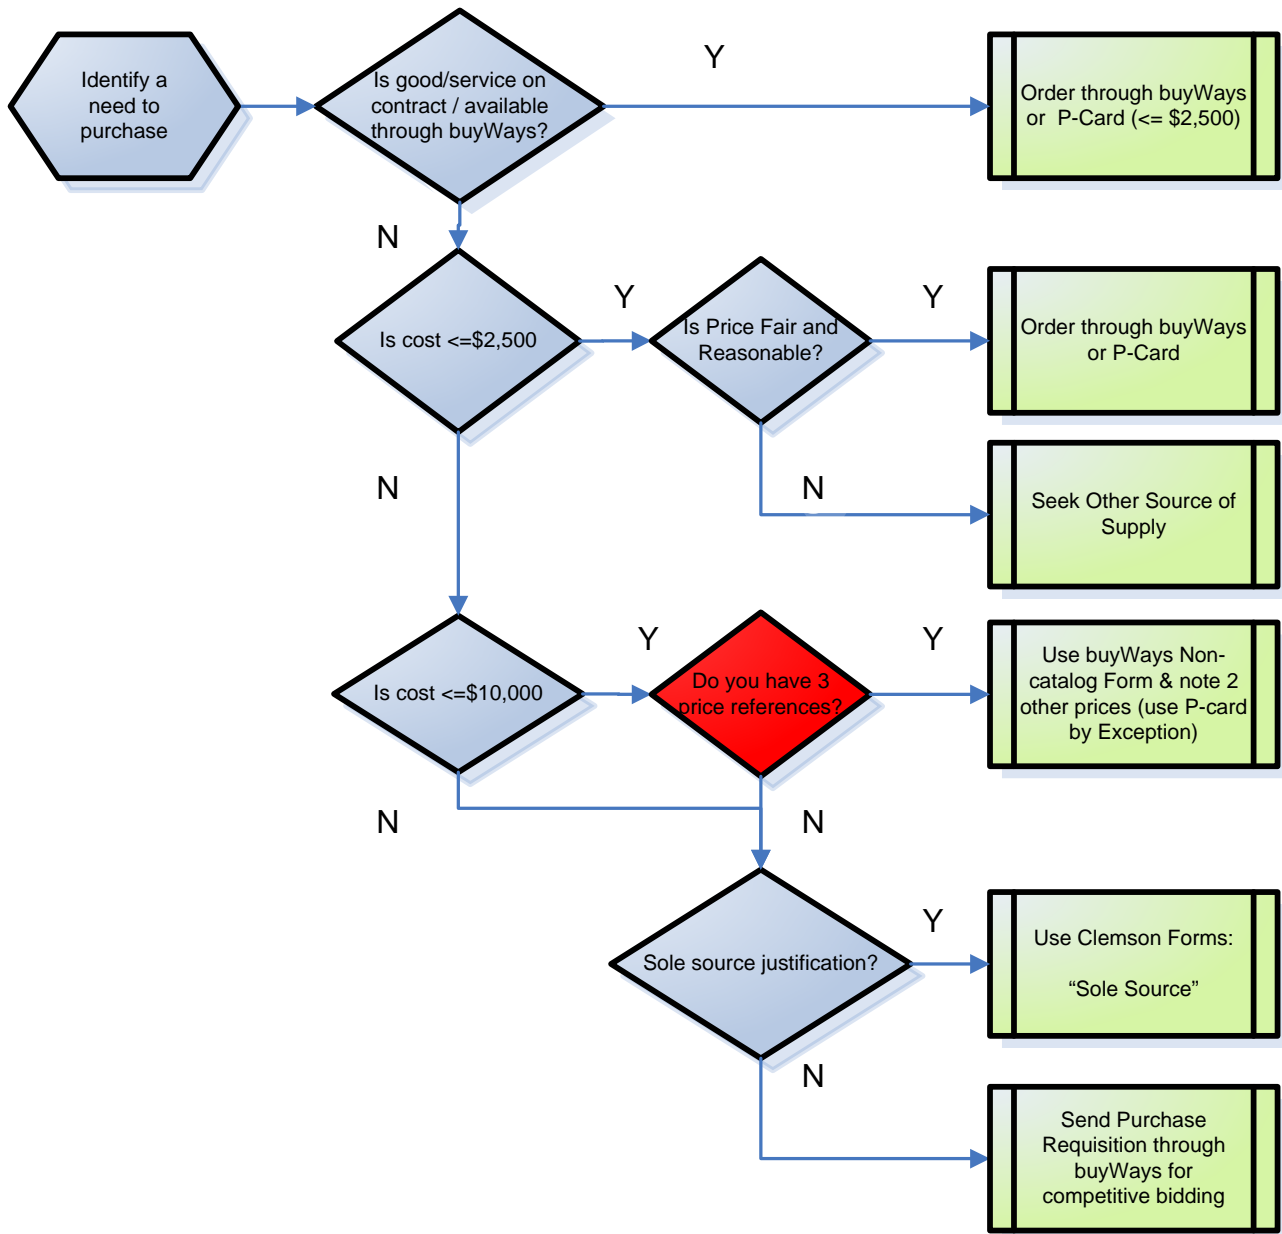 Identify a
need to
purchase
Is good/service on
contract / available
through buyWays?
Y
Order through buyWays
or P-Card (<= $2,500)
N
Is cost <=$2,500
Y
Is Price Fair and
Reasonable?
Y
Order through buyWays
or P-Card
N
N
Seek Other Source of
Supply
Is cost <=$10,000
Y
Do you have 3
price references?
Y
Use buyWays Non-
catalog Form & note 2
other prices (use P-card
by Exception)
N
N
Sole source justification?
Y
Use Clemson Forms:
“Sole Source”
N
Send Purchase
Requisition through
buyWays for
competitive bidding